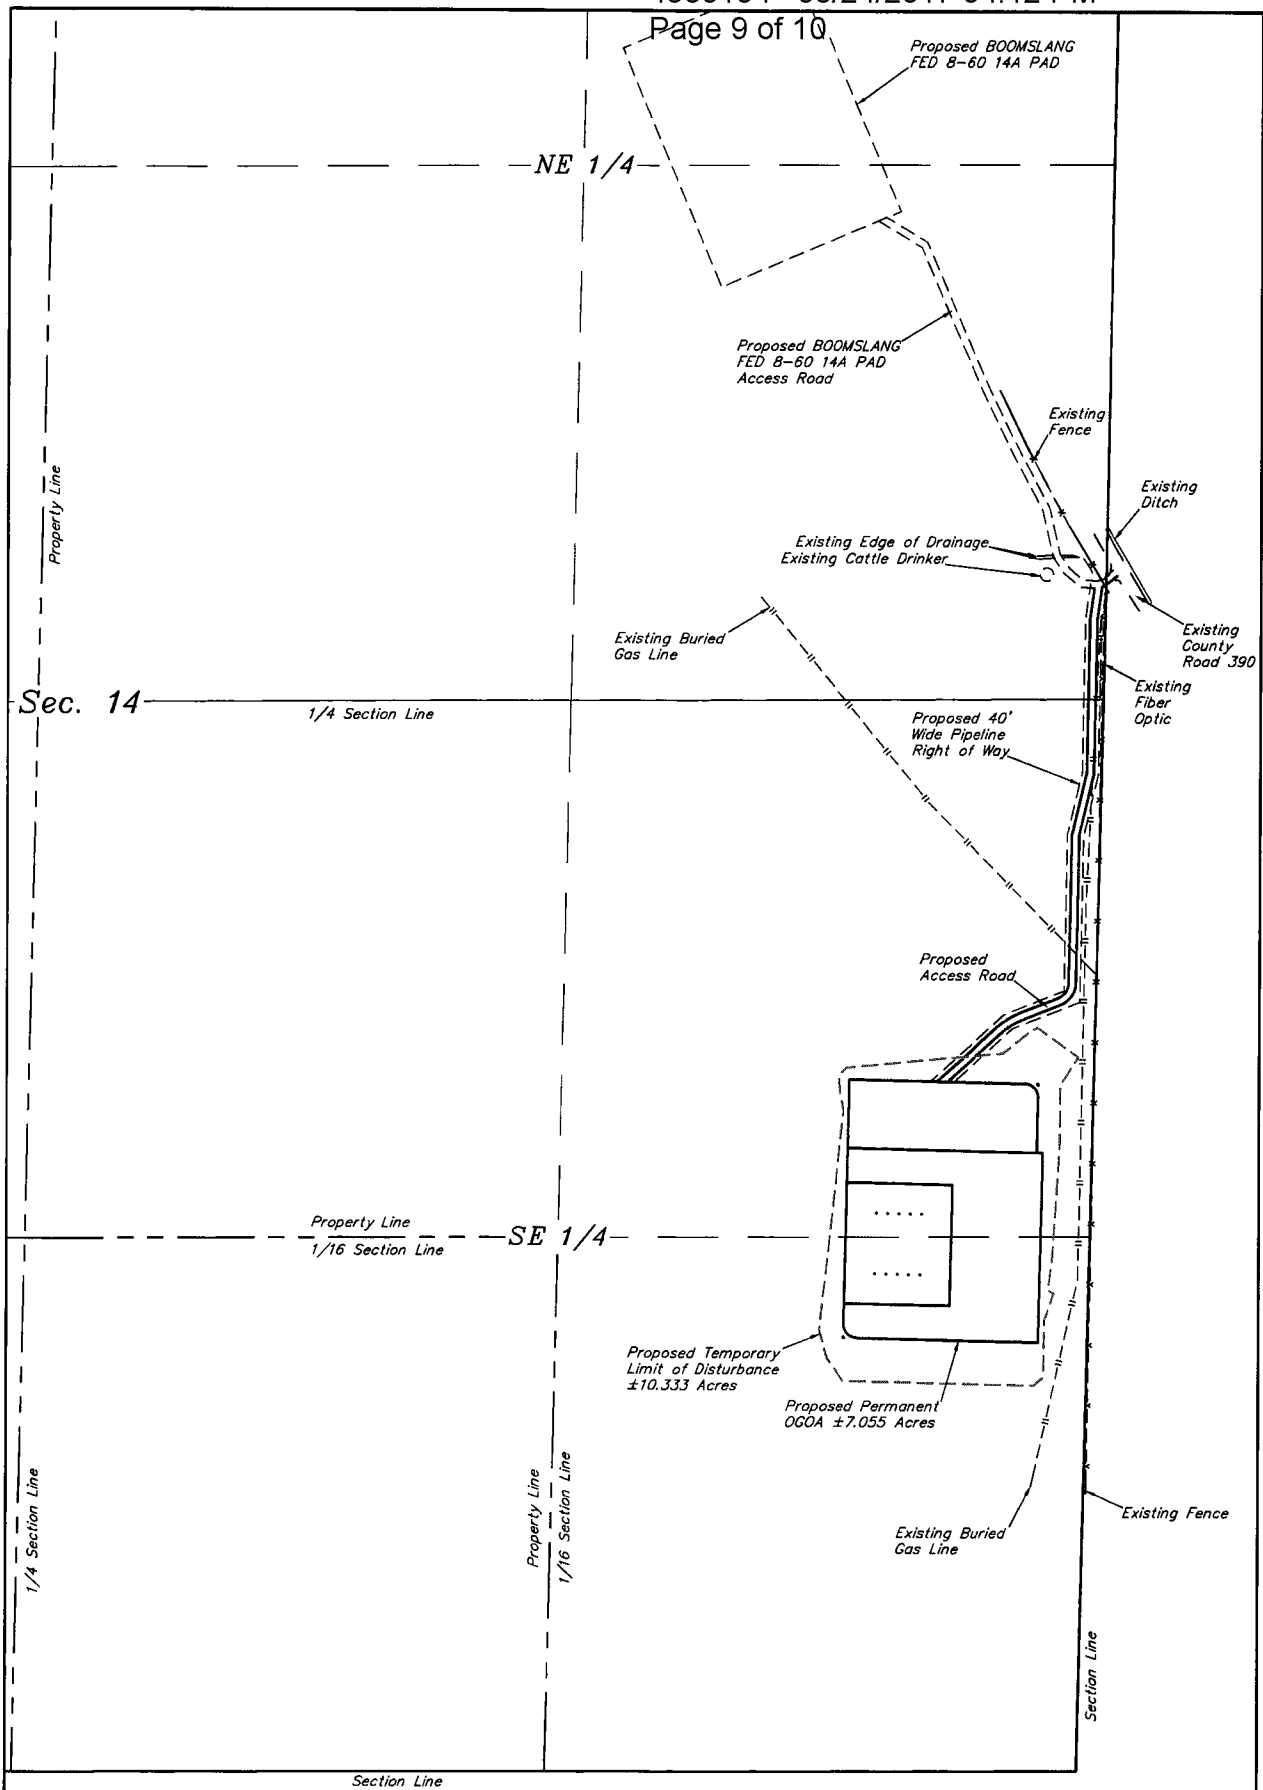 Page 9 of 10
Proposed BOOMSLANG
FED 8-60 14A PAD
NE 1/4
Proposed BOOMSLANG
FED 8-60 14A PAD
Access Road
Existing
Fence
Property Line
Existing
Ditch
Existing Edge of Drainage
Existing Cattle Drinker
Existing Buried
Gas Line
Existing
County
Road 390
Sec. 14
1/4 Section Line
Existing
Fiber
Optic
Proposed 40'
Wide Pipeline
Right of Way
Proposed
Access Road
Property Line
1/16 Section Line
SE 1/4
Proposed Temporary
Limit of Disturbance
±10.333 Acres
Proposed Permanent
OGOA ±7.055 Acres
1/4 Section Line
Property Line
1/16 Section Line
Existing Buried
Gas Line
Existing Fence
Section Line
Section Line